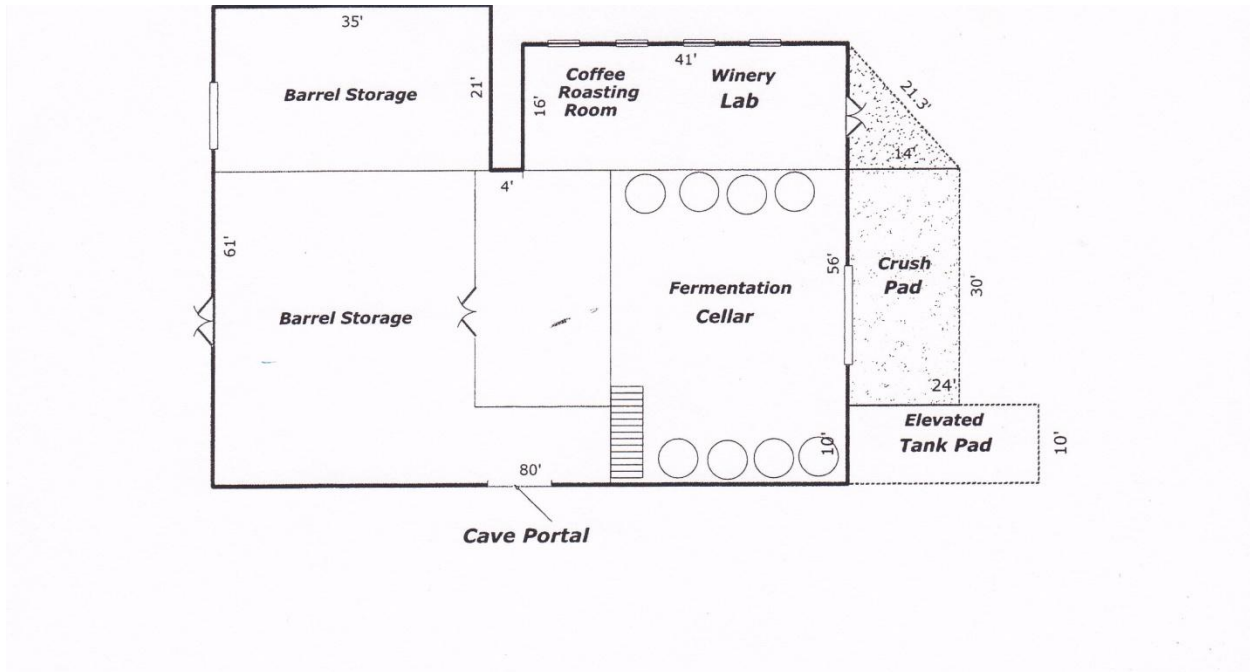 35'
41'
Barrel Storage
21'
16'
Coffee
Roasting
Room
Winery
Lab
21.3'
14'
4'
61'
Barrel Storage
Fermentation
Cellar
56'
Crush
Pad
30'
24'
Elevated
Tank Pad
10'
10'
80'
Cave Portal